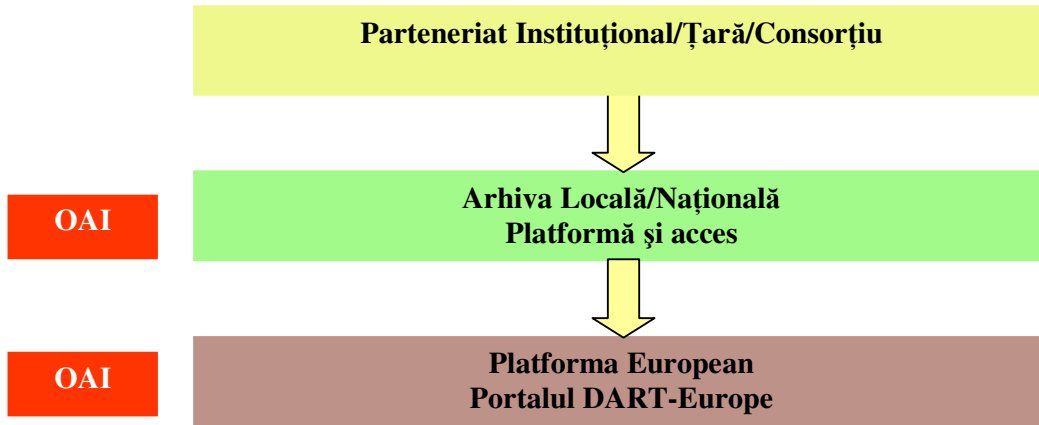 Parteneriat Instituțional/Țară/Consorțiu
OAI
Arhiva Locală/Națională
Platformă şi acces
OAI
Platforma European
Portalul DART-Europe